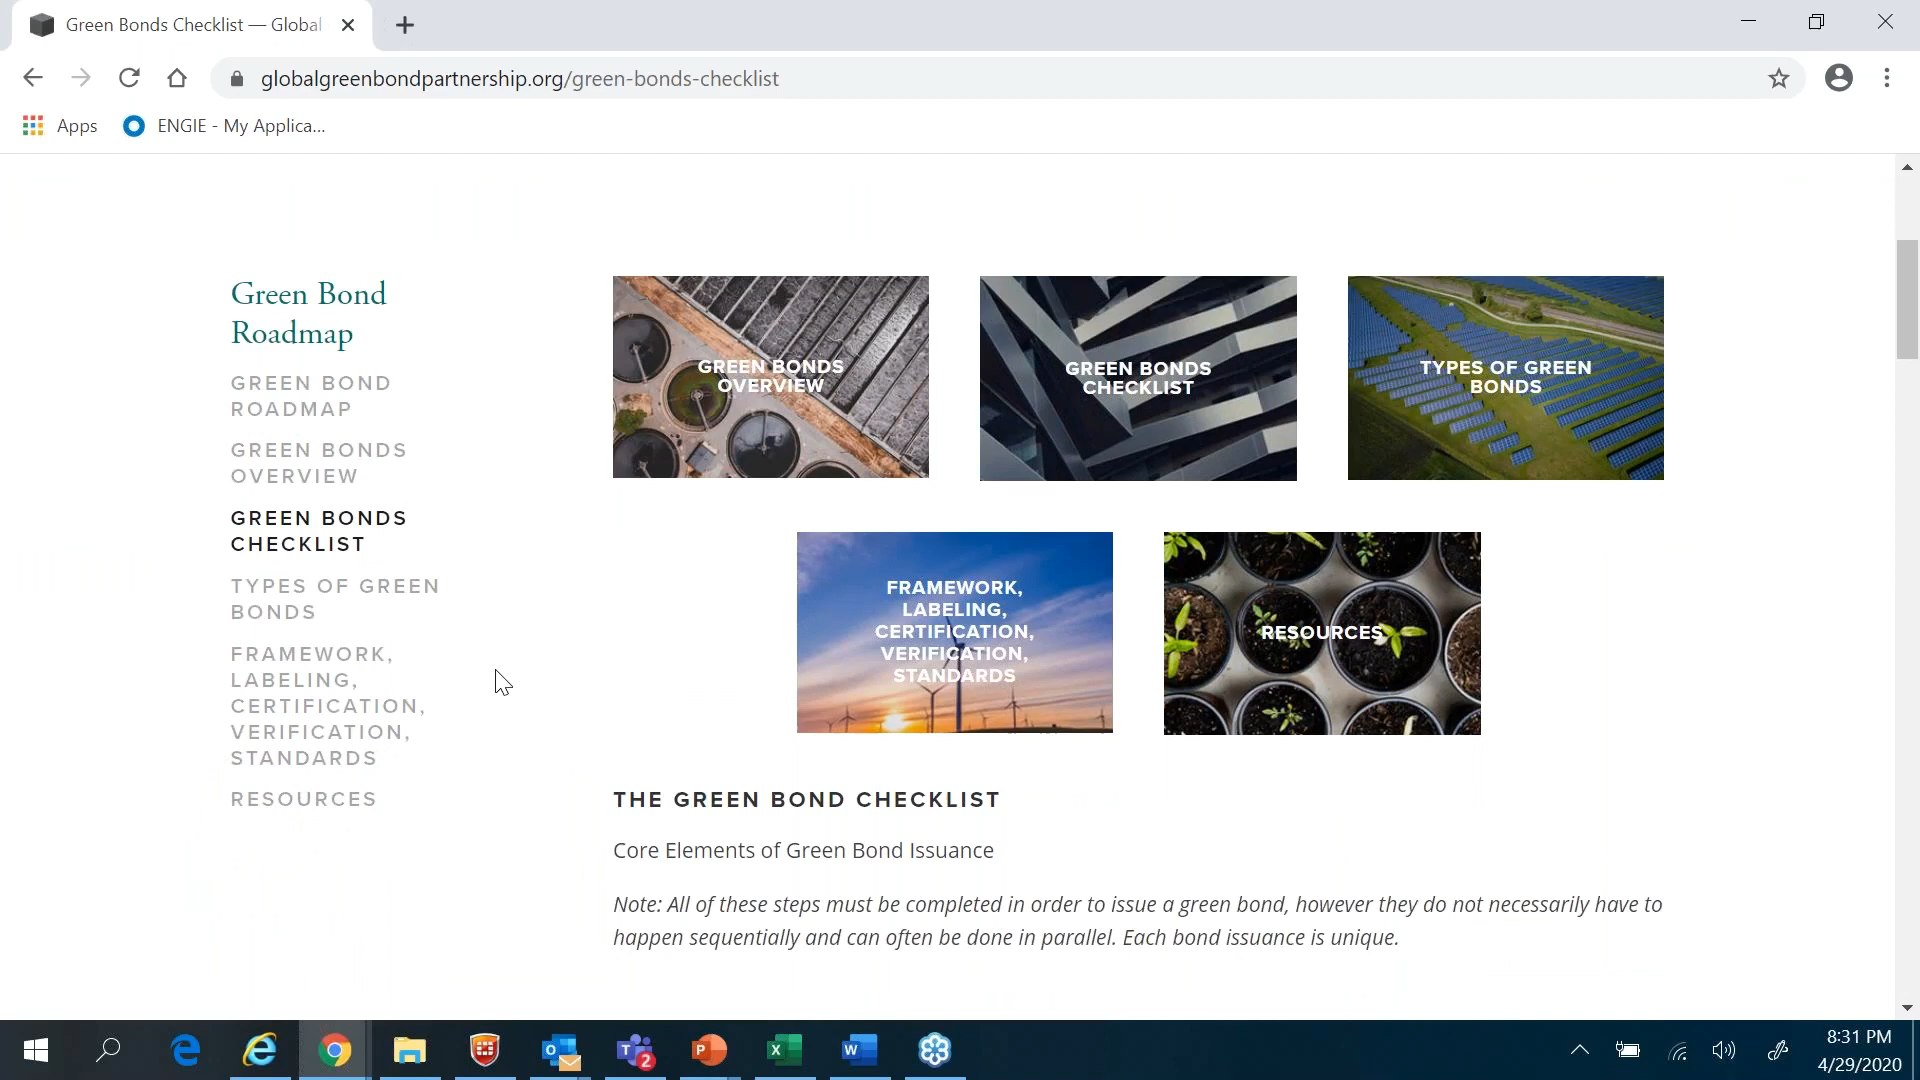 Green Bonds Checklist — Global
globalgreenbondpartnership.org/green-bonds-checklist
Apps
ENGIE - My Applica...
Green Bond
Roadmap
GREEN BOND
ROADMAP
GREEN BONDS
OVERVIEW
GREEN BONDS
CHECKLIST
TYPES OF GREEN
BONDS
FRAMEWORK,
LABELING,
CERTIFICATION,
VERIFICATION,
STANDARDS
RESOURCES
GREEN BONDS
OVERVIEW
GREEN BONDS
CHECKLIST
TYPES OF GREEN
BONDS
FRAMEWORK,
LABELING,
CERTIFICATION,
VERIFICATION,
STANDARDS
RESOURCES
THE GREEN BOND CHECKLIST
Core Elements of Green Bond Issuance
Note: All of these steps must be completed in order to issue a green bond, however they do not necessarily have to
happen sequentially and can often be done in parallel. Each bond issuance is unique.
2
8:31 PM
4/29/2020